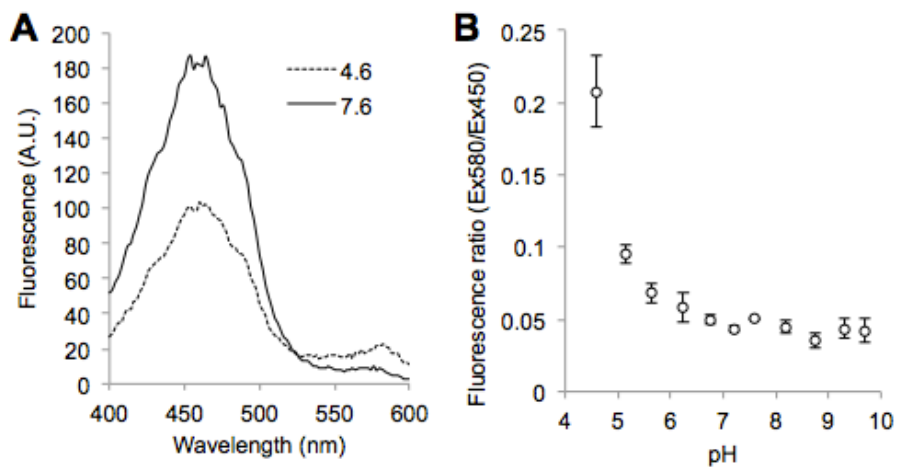 A
Fluorescence (A.U.)
200
180
160
140
120
100
80
60
40
20
0
4.6
7.6
400 450 500 550 600
Wavelength (nm)
B
Fluorescence ratio (Ex580/Ex450)
0.25
0.2
0.15
0.1
0.05
0
4 5 6 7 8 9 10
pH